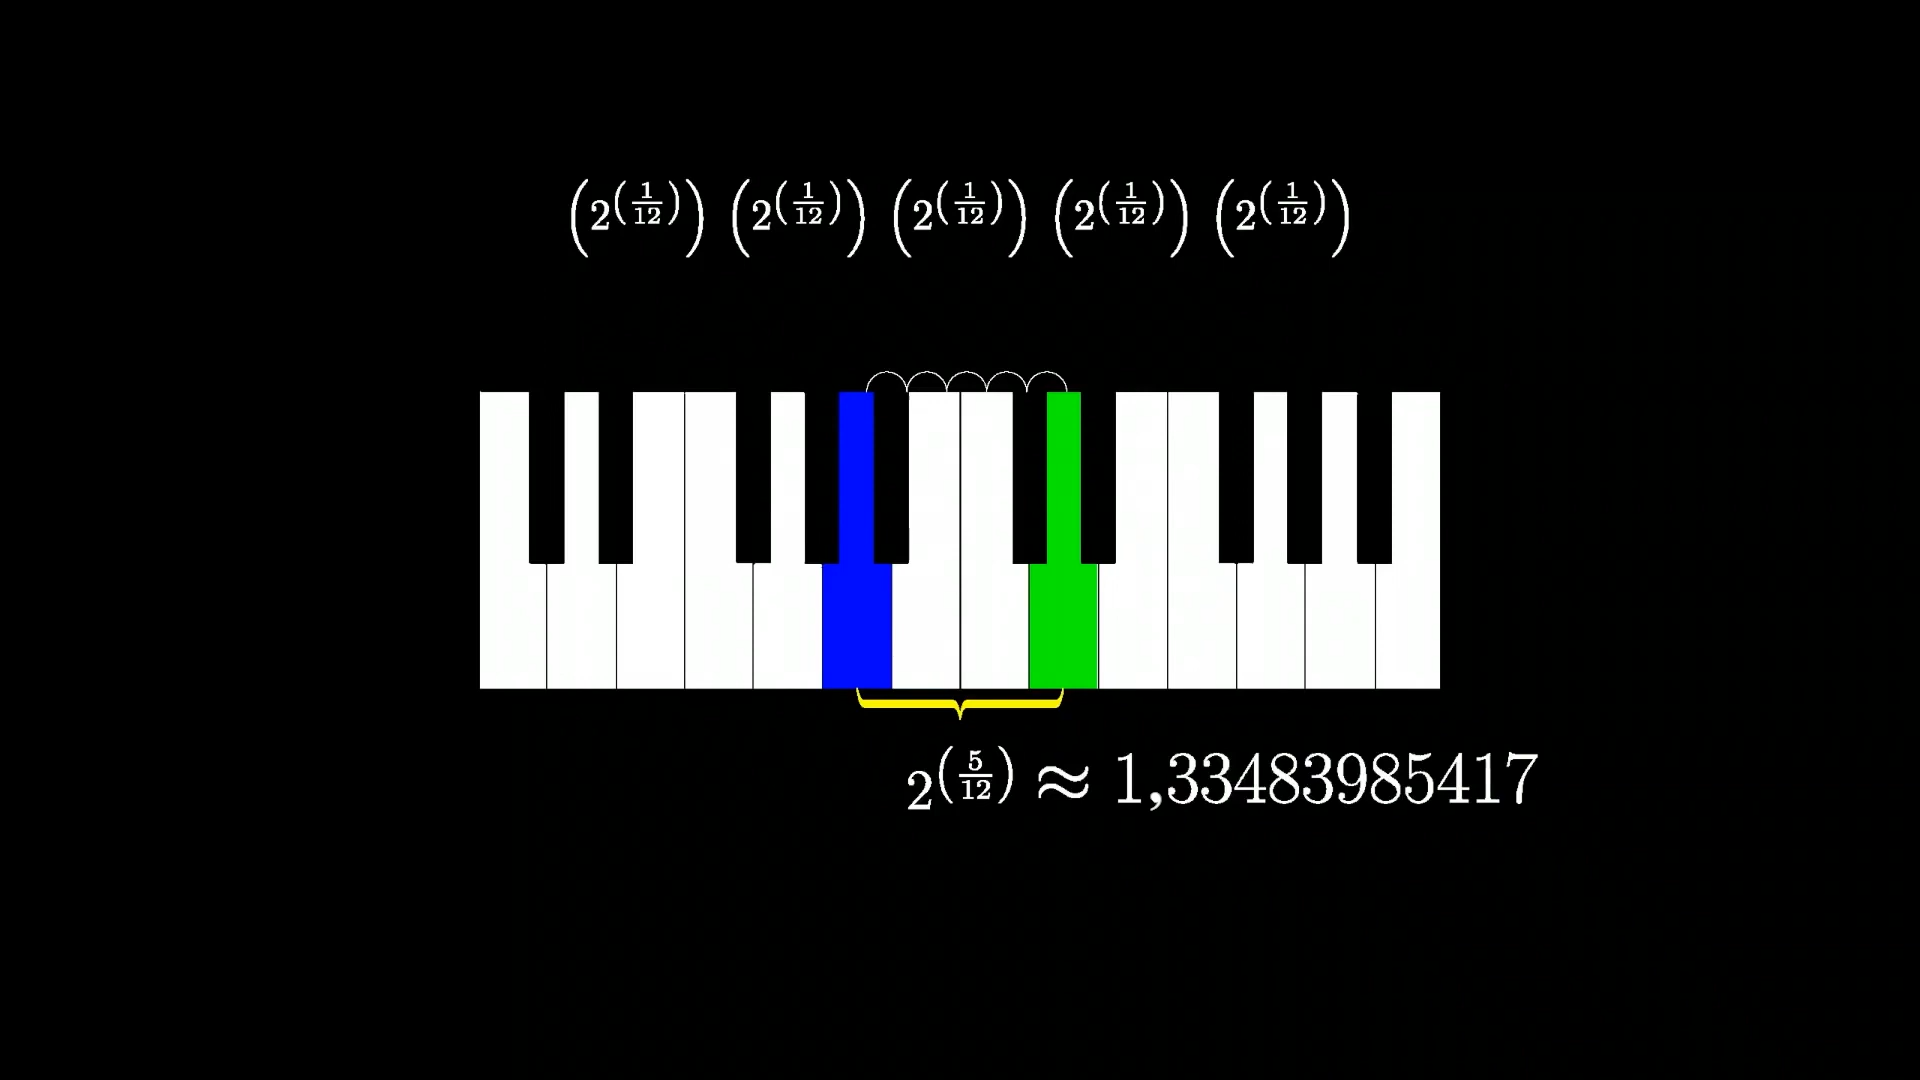 (2^(1/12)) (2^(1/12)) (2^(1/12)) (2^(1/12)) (2^(1/12))
2^(5/12) ≈ 1,33483985417